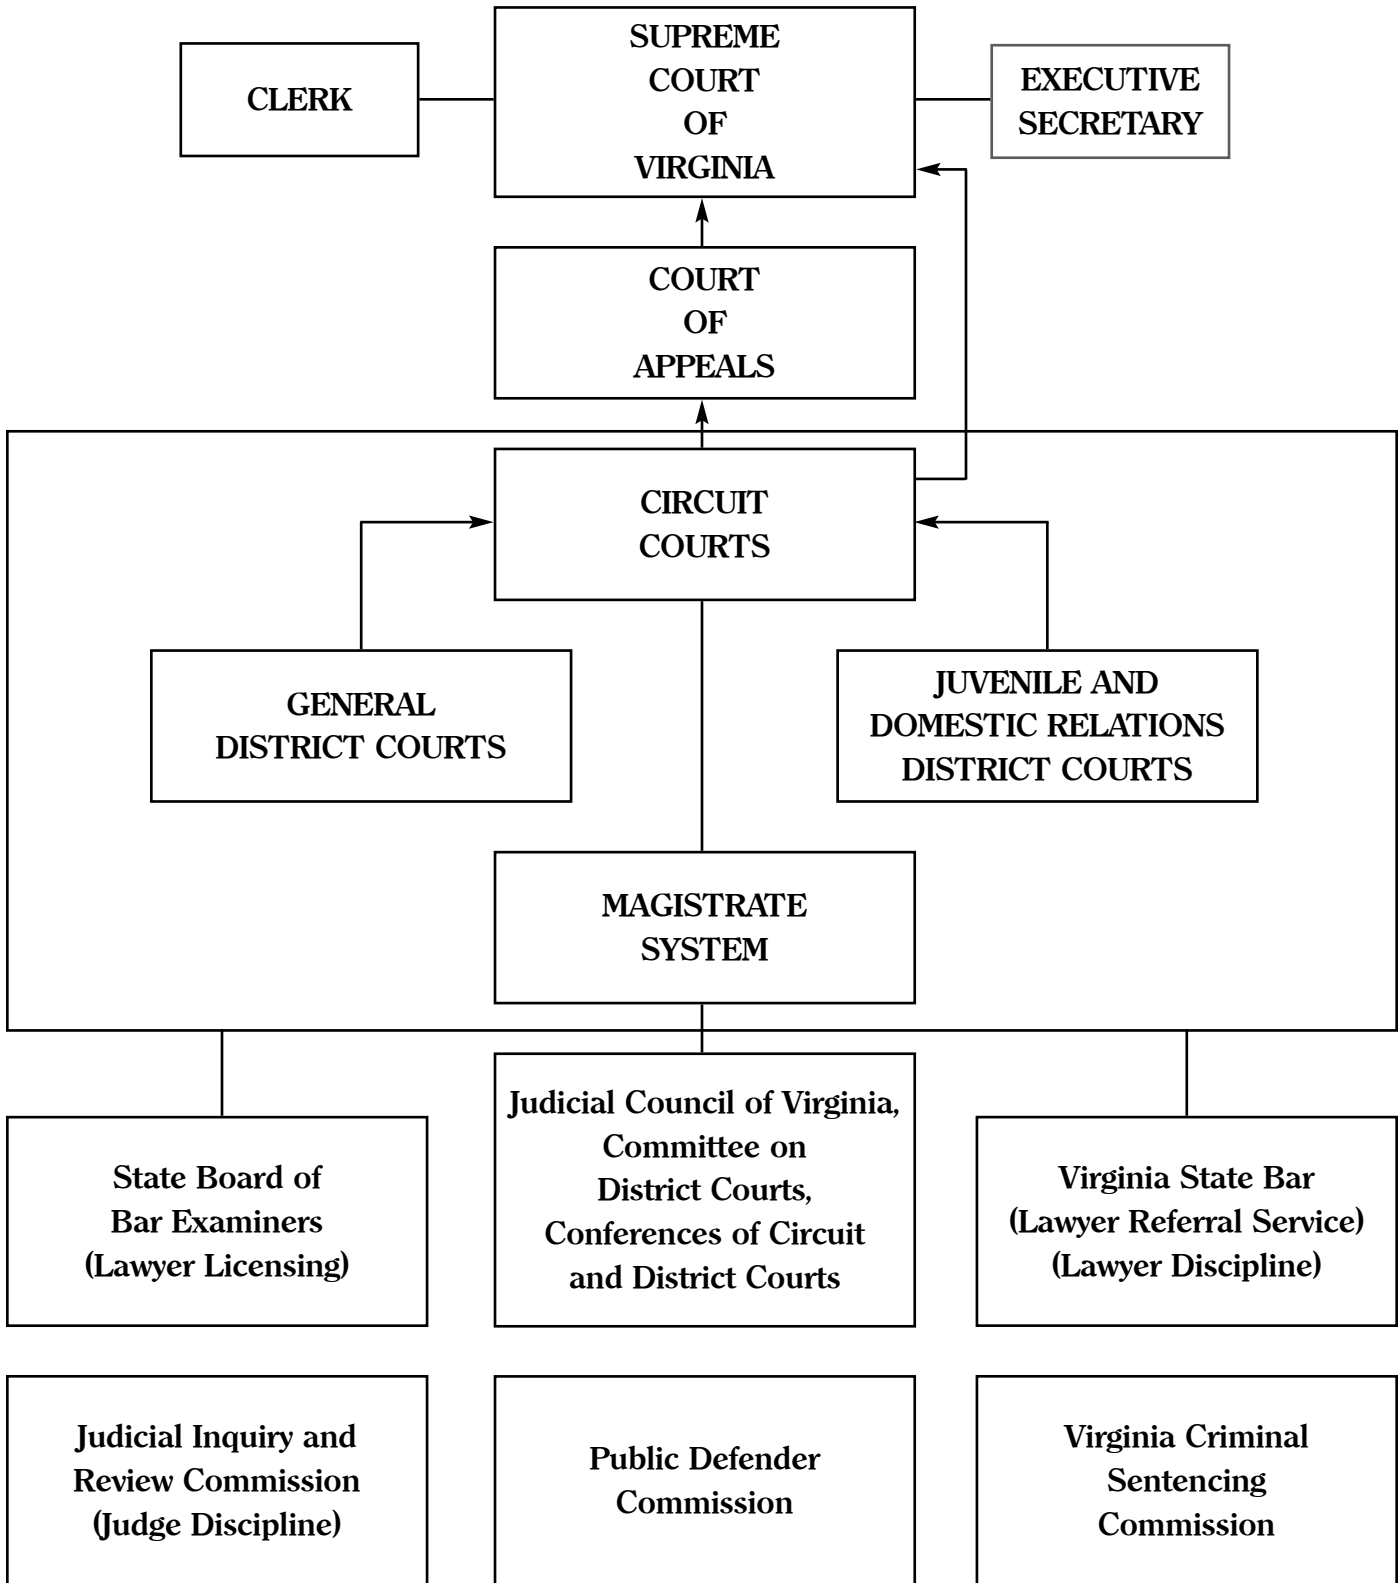 SUPREME
COURT
OF
VIRGINIA
CLERK
EXECUTIVE
SECRETARY
COURT
OF
APPEALS
CIRCUIT
COURTS
GENERAL
DISTRICT COURTS
JUVENILE AND
DOMESTIC RELATIONS
DISTRICT COURTS
MAGISTRATE
SYSTEM
State Board of
Bar Examiners
(Lawyer Licensing)
Judicial Council of Virginia,
Committee on
District Courts,
Conferences of Circuit
and District Courts
Virginia State Bar
(Lawyer Referral Service)
(Lawyer Discipline)
Judicial Inquiry and
Review Commission
(Judge Discipline)
Public Defender
Commission
Virginia Criminal
Sentencing
Commission